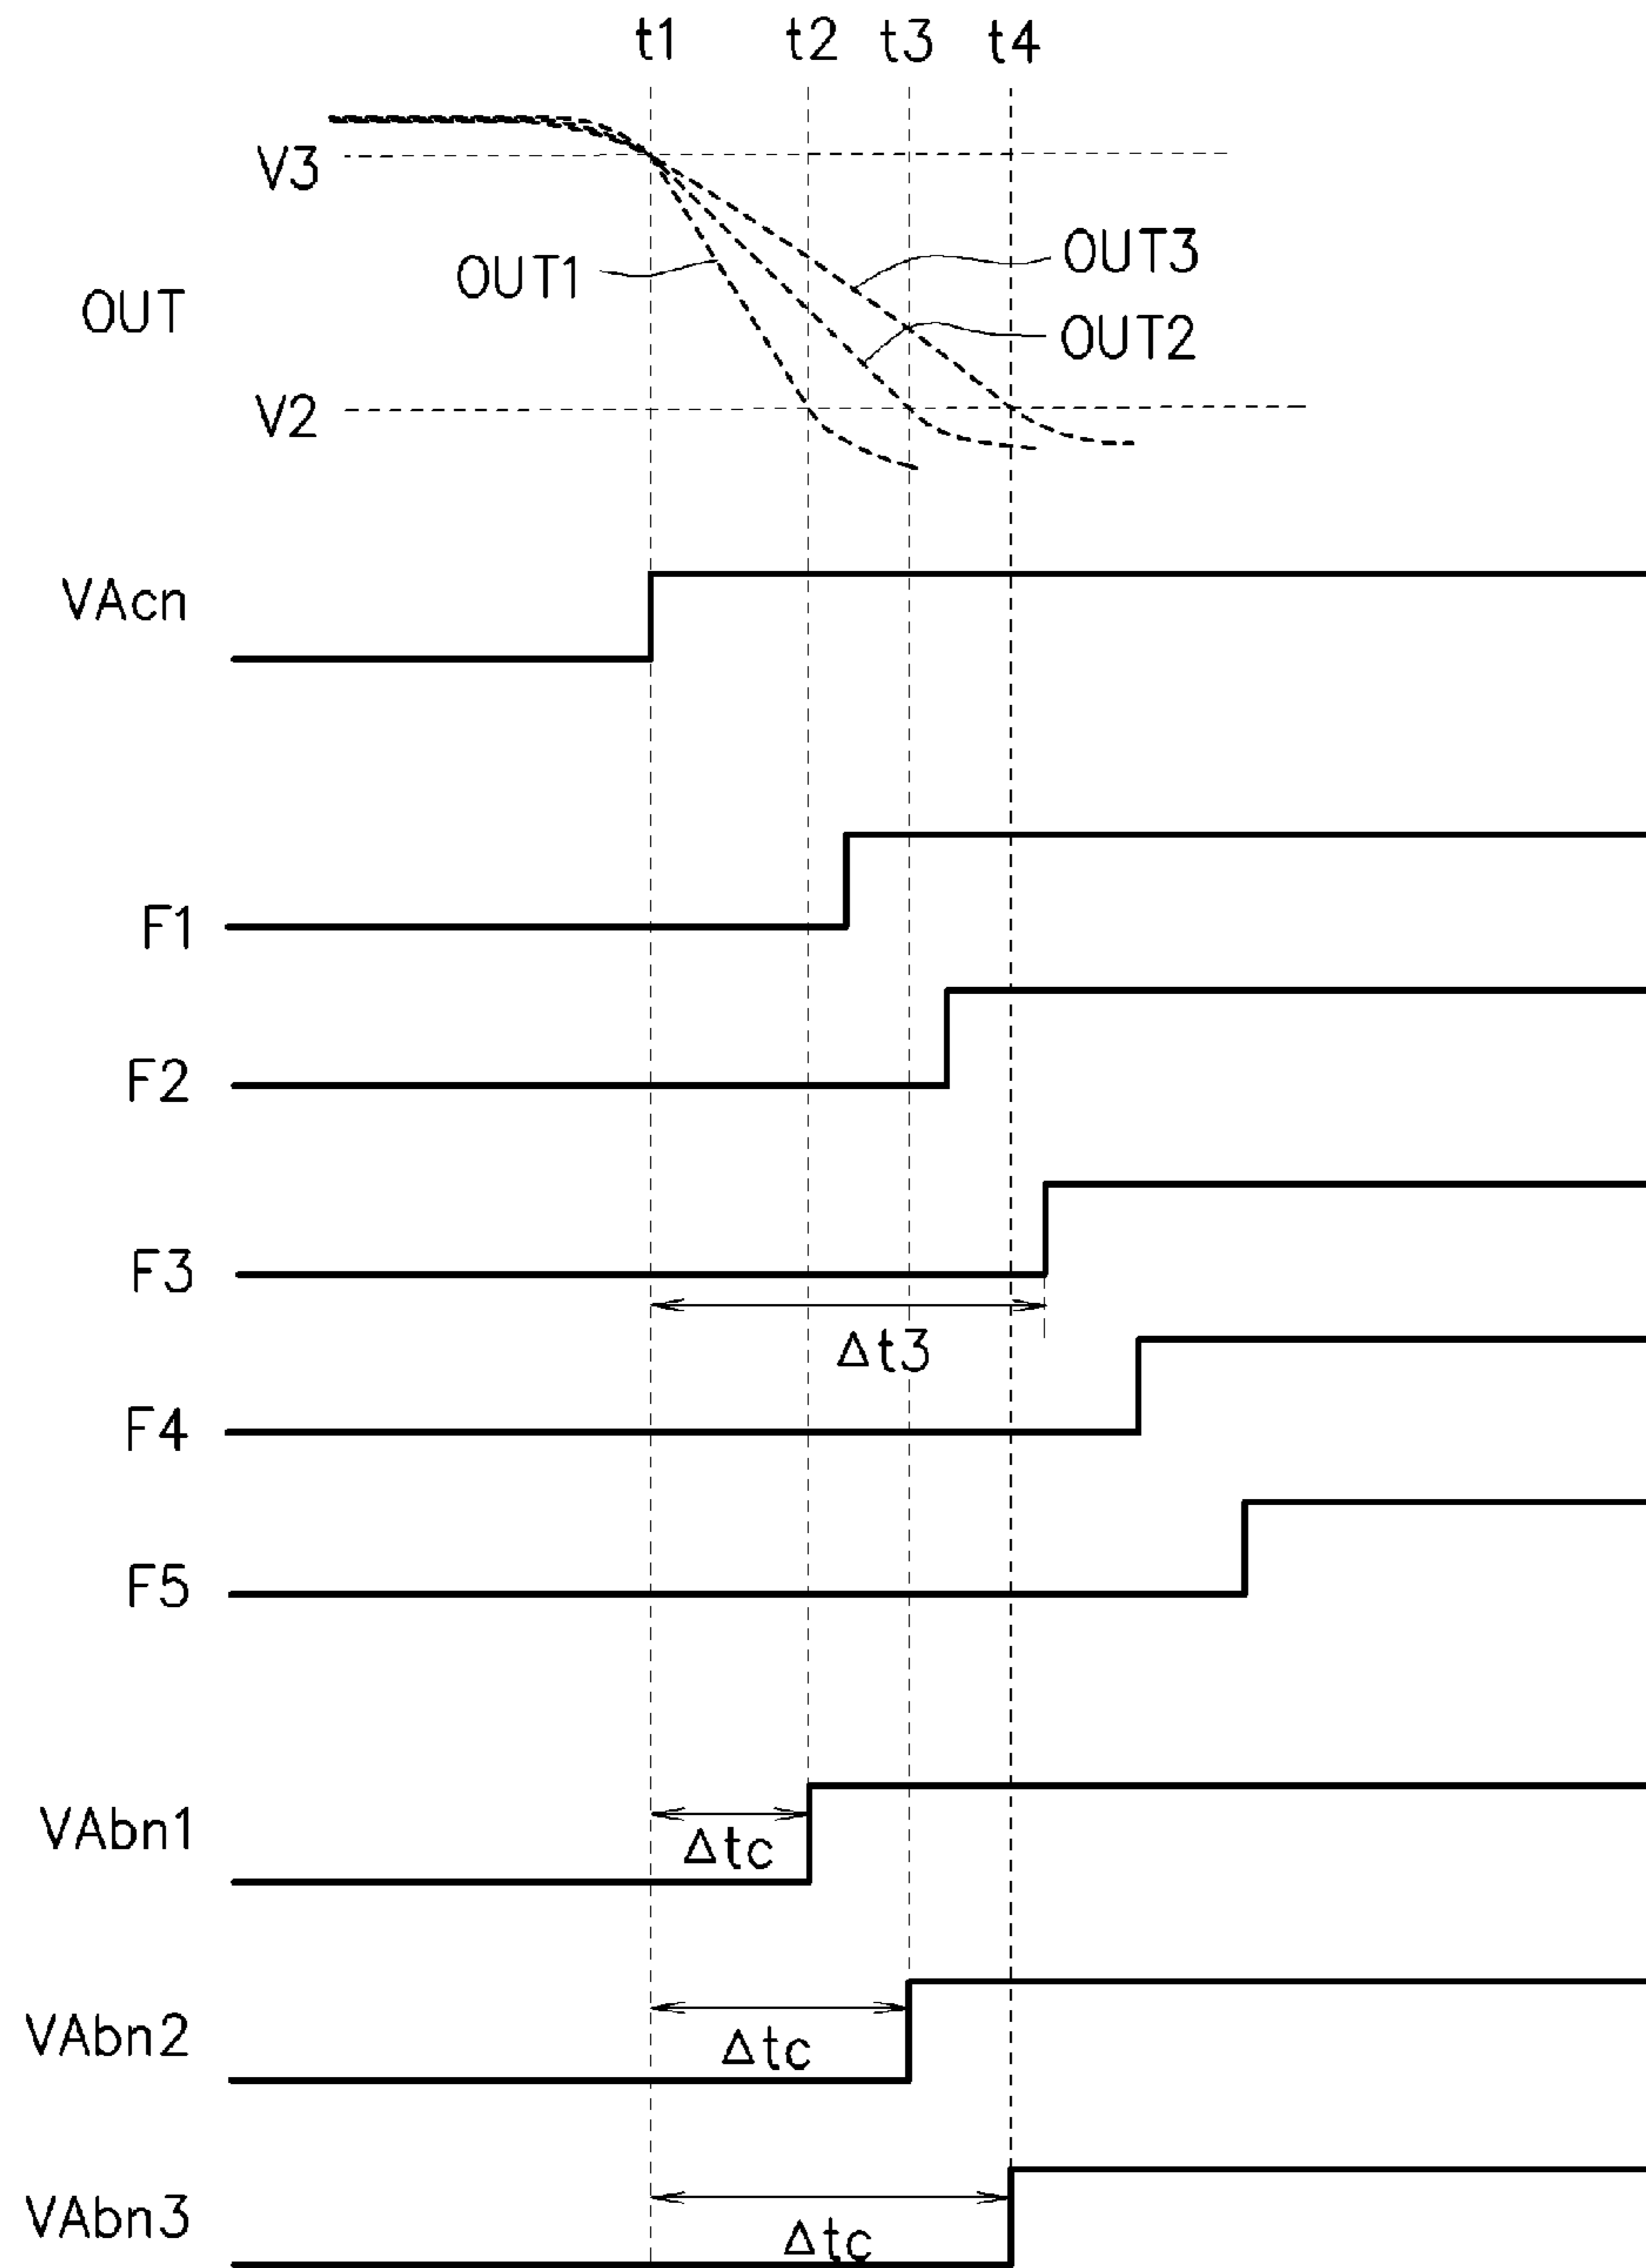 t1 t2 t3 t4
V3
OUT1 OUT3
OUT
OUT2
V2
VAcn
F1
F2
F3
Δt3
F4
F5
VAbn1
Δtc
VAbn2
Δtc
VAbn3
Δtc